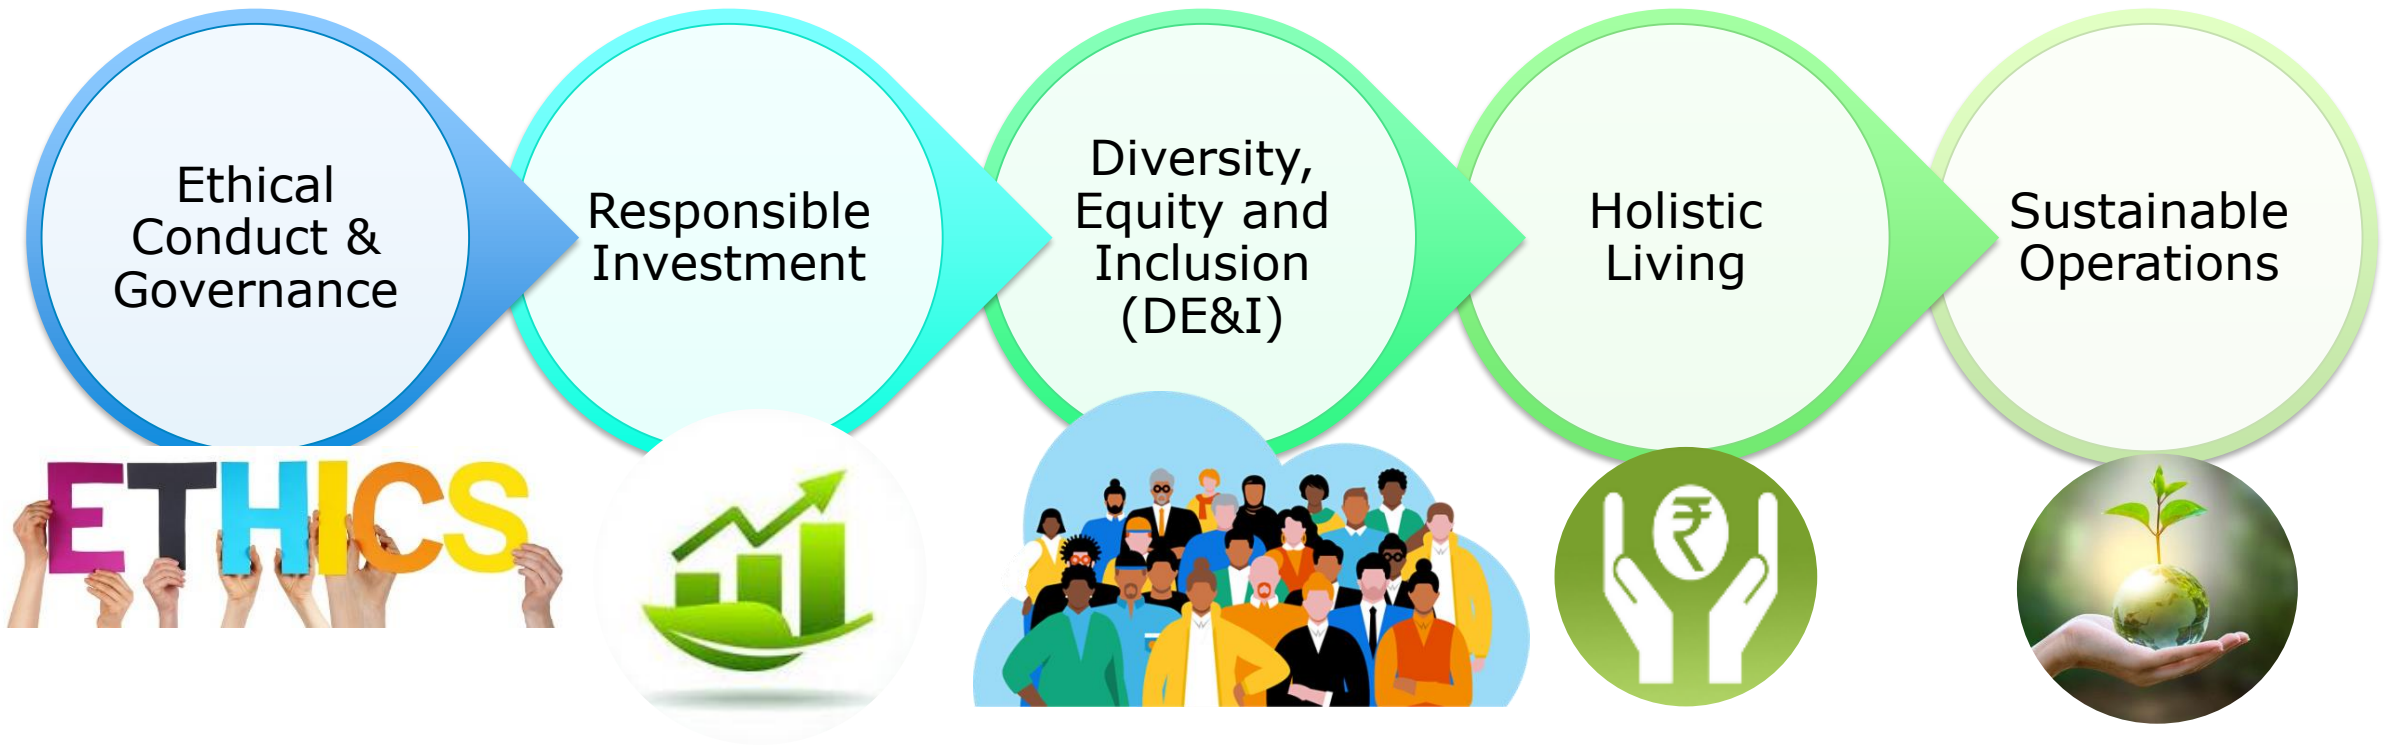 Ethical
Conduct &
Governance
Responsible
Investment
Diversity,
Equity and
Inclusion
(DE&I)
Holistic
Living
Sustainable
Operations
ETHICS
₹